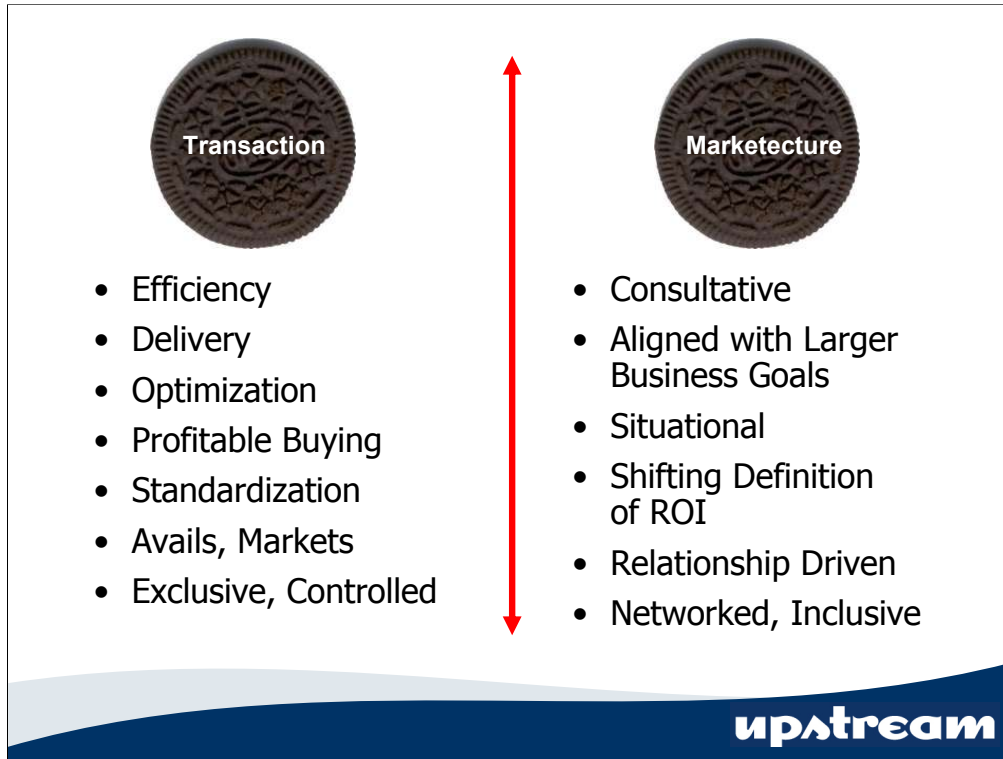 Transaction
• Efficiency
• Delivery
• Optimization
• Profitable Buying
• Standardization
• Avails, Markets
• Exclusive, Controlled
Marketecture
• Consultative
• Aligned with Larger
Business Goals
• Situational
• Shifting Definition
of ROI
• Relationship Driven
• Networked, Inclusive
upstream